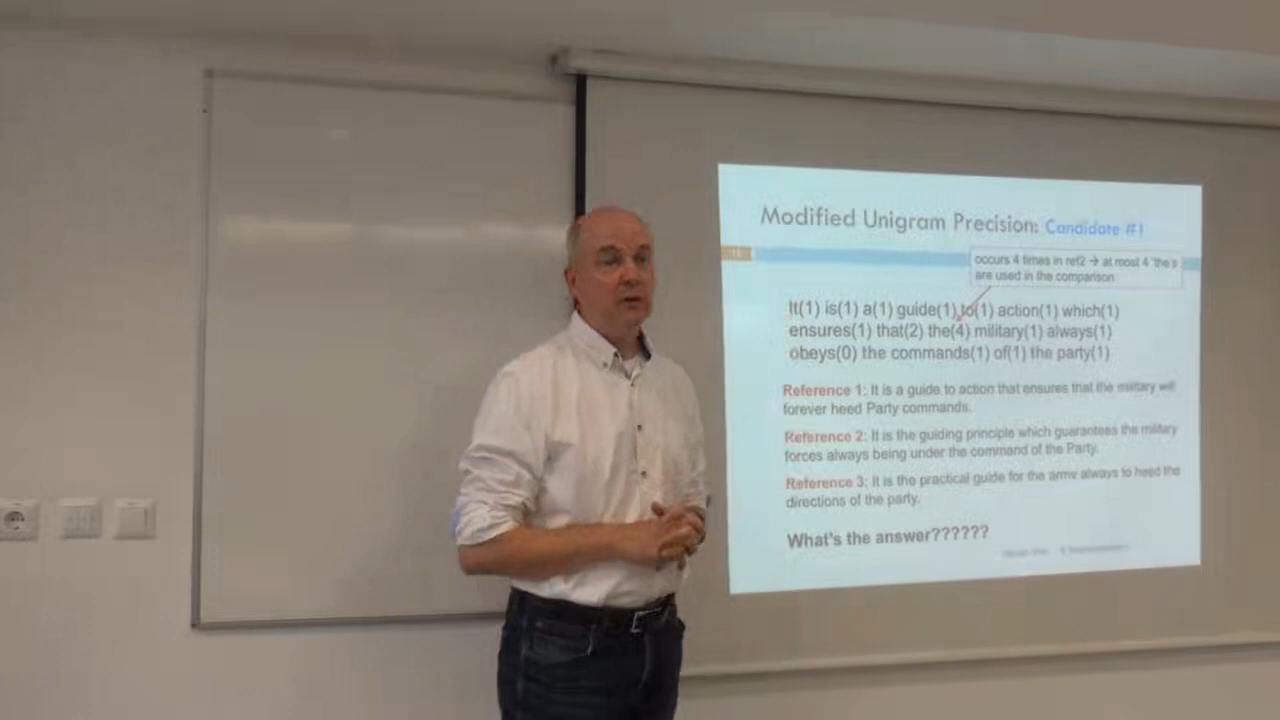 Modified Unigram Precision: Candidate #1
occurs 4 times in ref2 → at most 4 'the's
are used in the comparison.
It(1) is(1) a(1) guide(1) to(1) action(1) which(1)
ensures(1) that(2) the(4) military(1) always(1)
obeys(0) the commands(1) of(1) the party(1)
Reference 1: It is a guide to action that ensures that the military will
forever heed Party commands.
Reference 2: It is the guiding principle which guarantees the military
forces always being under the command of the Party.
Reference 3: It is the practical guide for the army always to heed the
directions of the party.
What's the answer??????